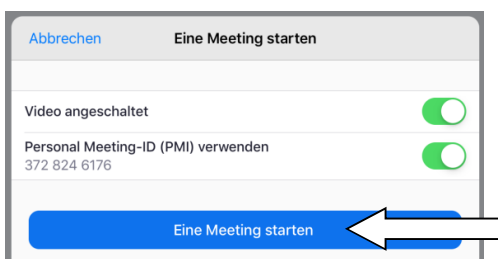 Abbrechen Eine Meeting starten
Video angeschaltet
Personal Meeting-ID (PMI) verwenden
372 824 6176
Eine Meeting starten